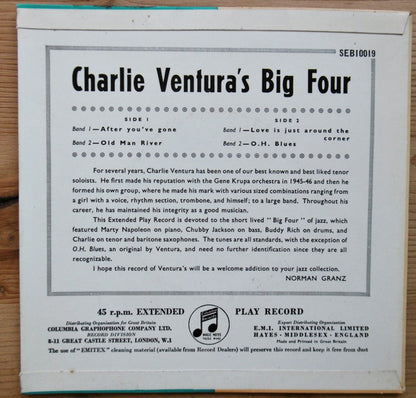 SEB10019
Charlie Ventura's Big Four
SIDE 1
Band 1—After you've gone
Band 2—Old Man River
SIDE 2
Band 1—Love is just around the
corner
Band 2—O.H. Blues
For several years, Charlie Ventura has been one of our best known and best liked tenor
soloists. He first made his reputation with the Gene Krupa orchestra in 1945-46 and then he
formed his own group, where he made his mark with various sized combinations ranging from
a girl with a voice, rhythm section, trombone, and himself; to a large band. Throughout his
career, he has maintained his integrity as a good musician.
This Extended Play Record is devoted to the short lived "Big Four" of jazz, which
featured Marty Napoleon on piano, Chubby Jackson on bass, Buddy Rich on drums, and
Charlie on tenor and baritone saxophones. The tunes are all standards, with the exception of
O.H. Blues, an original by Ventura, and need no further identification since they are all
recognizable.
I hope this record of Ventura's will be a welcome addition to your jazz collection.
NORMAN GRANZ
45 r.p.m. EXTENDED PLAY RECORD
Distributing Organization for Great Britain
COLUMBIA GRAPHOPHONE COMPANY LTD.
RECORD DIVISION
8-11 GREAT CASTLE STREET, LONDON, W.1
MAGIC NOTES
TRADE MARK
Export Distributing Organization
E.M.I. INTERNATIONAL LIMITED
HAYES · MIDDLESEX · ENGLAND
Made and Printed in Great Britain
The use of "EMITEX" cleaning material (available from Record Dealers) will preserve this record and keep it free from dust